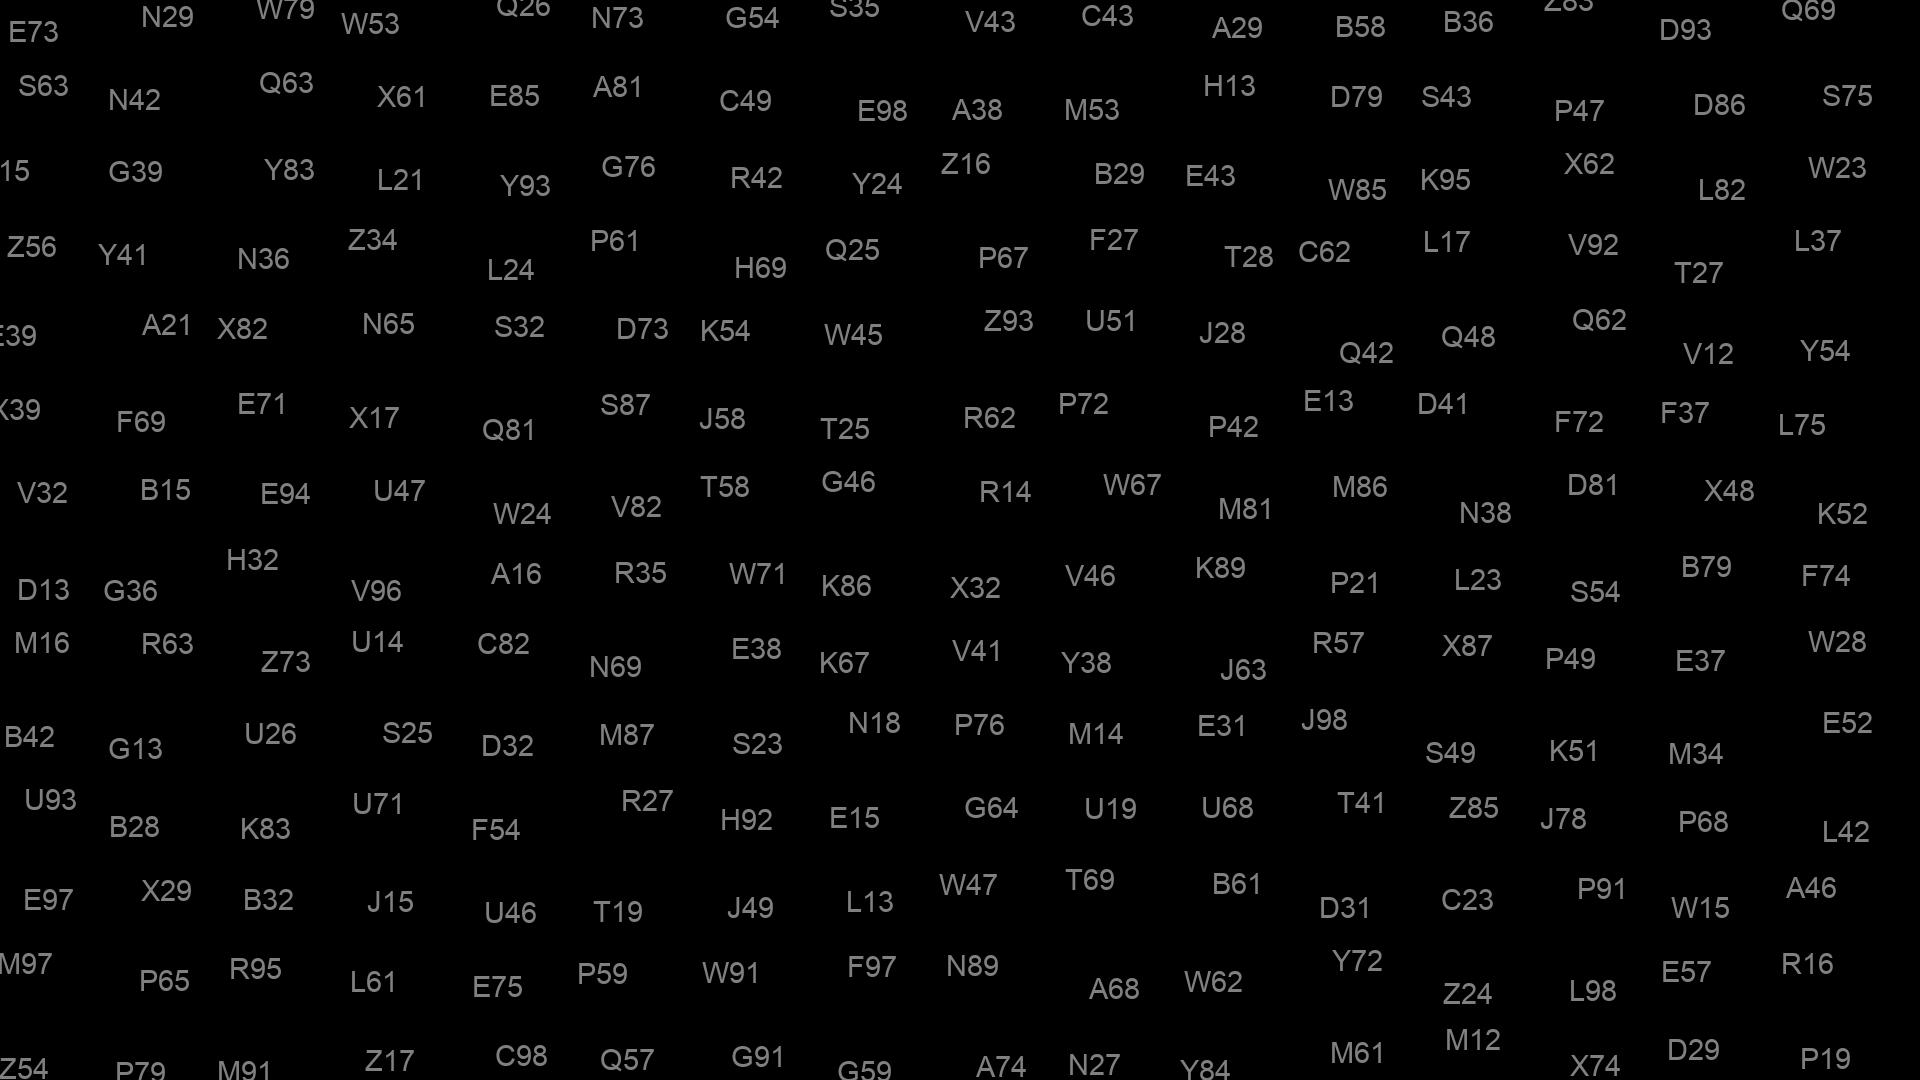 E73 N29 W79 W53 Q26 N73 G54 S35 V43 C43 A29 B58 B36 Z83 D93 Q69
S63 N42 Q63 X61 E85 A81 C49 E98 A38 M53 H13 D79 S43 P47 D86 S75
15 G39 Y83 L21 Y93 G76 R42 Y24 Z16 B29 E43 W85 K95 X62 L82 W23
Z56 Y41 N36 Z34 L24 P61 H69 Q25 P67 F27 T28 C62 L17 V92 T27 L37
39 A21 X82 N65 S32 D73 K54 W45 Z93 U51 J28 Q42 Q48 Q62 V12 Y54
39 F69 E71 X17 Q81 S87 J58 T25 R62 P72 P42 E13 D41 F72 F37 L75
V32 B15 E94 U47 W24 V82 T58 G46 R14 W67 M81 M86 N38 D81 X48 K52
D13 G36 H32 V96 A16 R35 W71 K86 X32 V46 K89 P21 L23 S54 B79 F74
M16 R63 Z73 U14 C82 N69 E38 K67 V41 Y38 J63 R57 X87 P49 E37 W28
B42 G13 U26 S25 D32 M87 S23 N18 P76 M14 E31 J98 S49 K51 M34 E52
U93 B28 K83 U71 F54 R27 H92 E15 G64 U19 U68 T41 Z85 J78 P68 L42
E97 X29 B32 J15 U46 T19 J49 L13 W47 T69 B61 D31 C23 P91 W15 A46
M97 P65 R95 L61 E75 P59 W91 F97 N89 A68 W62 Y72 Z24 L98 E57 R16
Z54 P79 M91 Z17 C98 Q57 G91 G59 A74 N27 Y84 M61 M12 X74 D29 P19